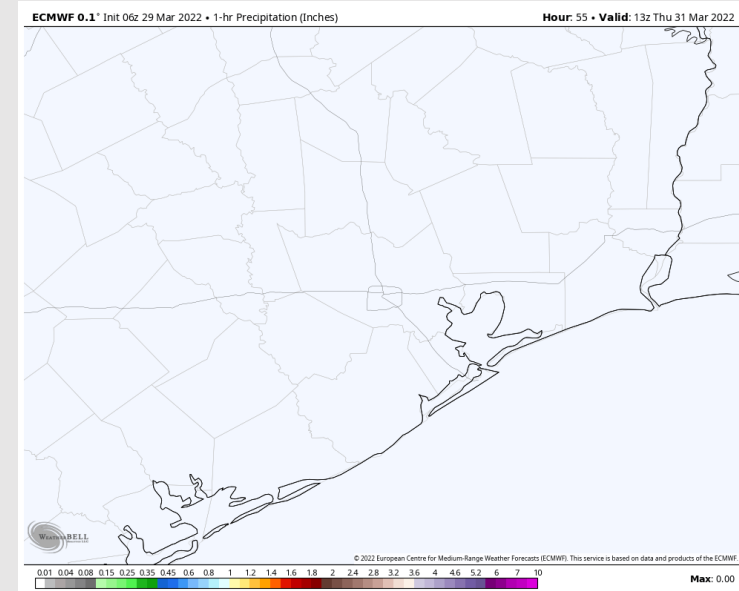 ECMWF 0.1° Init 06z 29 Mar 2022 • 1-hr Precipitation (Inches) Hour: 55 • Valid: 13z Thu 31 Mar 2022
WEATHERBELL
© 2022 European Centre for Medium-Range Weather Forecasts (ECMWF). This service is based on data and products of the ECMWF.
0.01 0.04 0.08 0.15 0.25 0.35 0.45 0.6 0.8 1 1.2 1.4 1.6 1.8 2 2.4 2.8 3.2 3.6 4 4.6 5.2 6 7 10 Max: 0.00